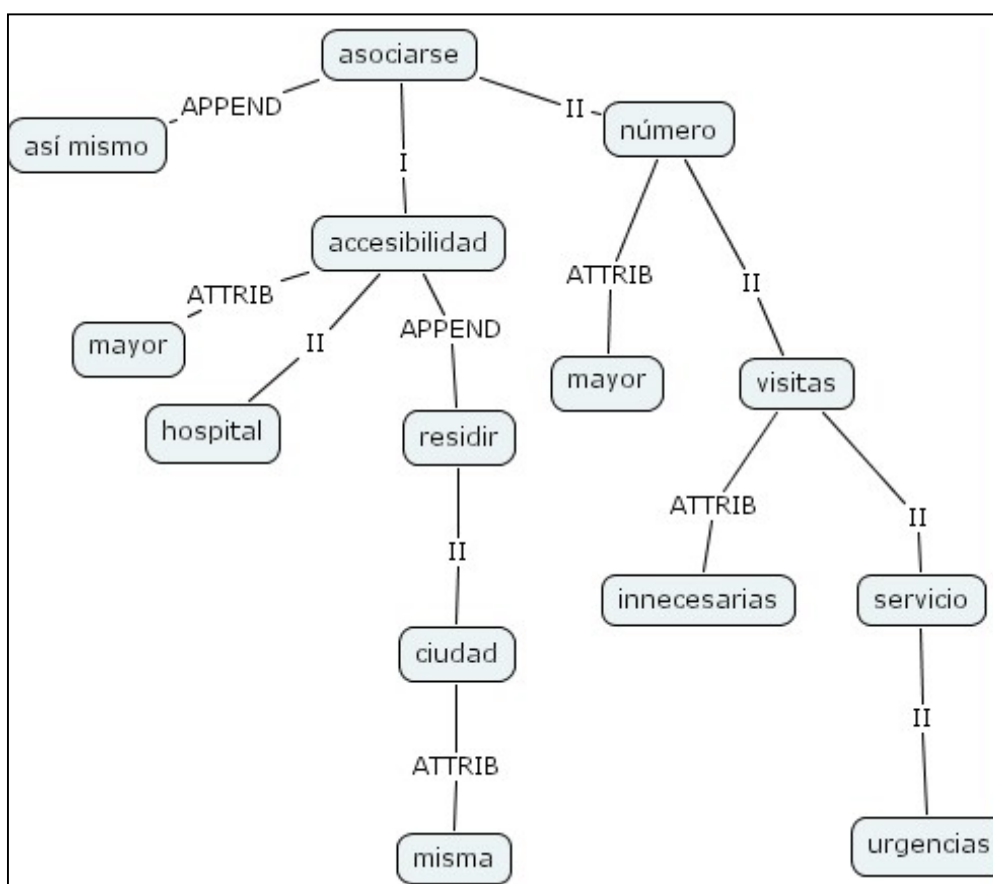 asociarse
APPEND
II
número
así mismo
I
accesibilidad
ATTRIB
ATTRIB
II
mayor
II
APPEND
mayor
visitas
hospital
residir
ATTRIB
II
II
innecesarias
servicio
ciudad
II
ATTRIB
misma
urgencias